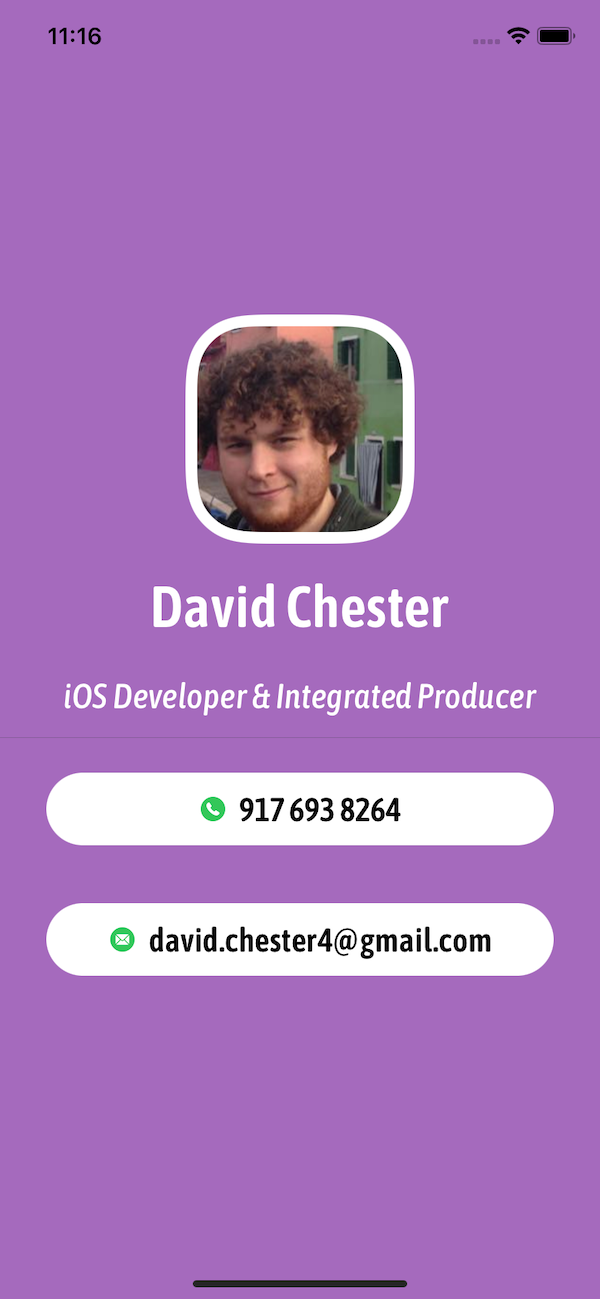 11:16
David Chester
iOS Developer & Integrated Producer
917 693 8264
david.chester4@gmail.com